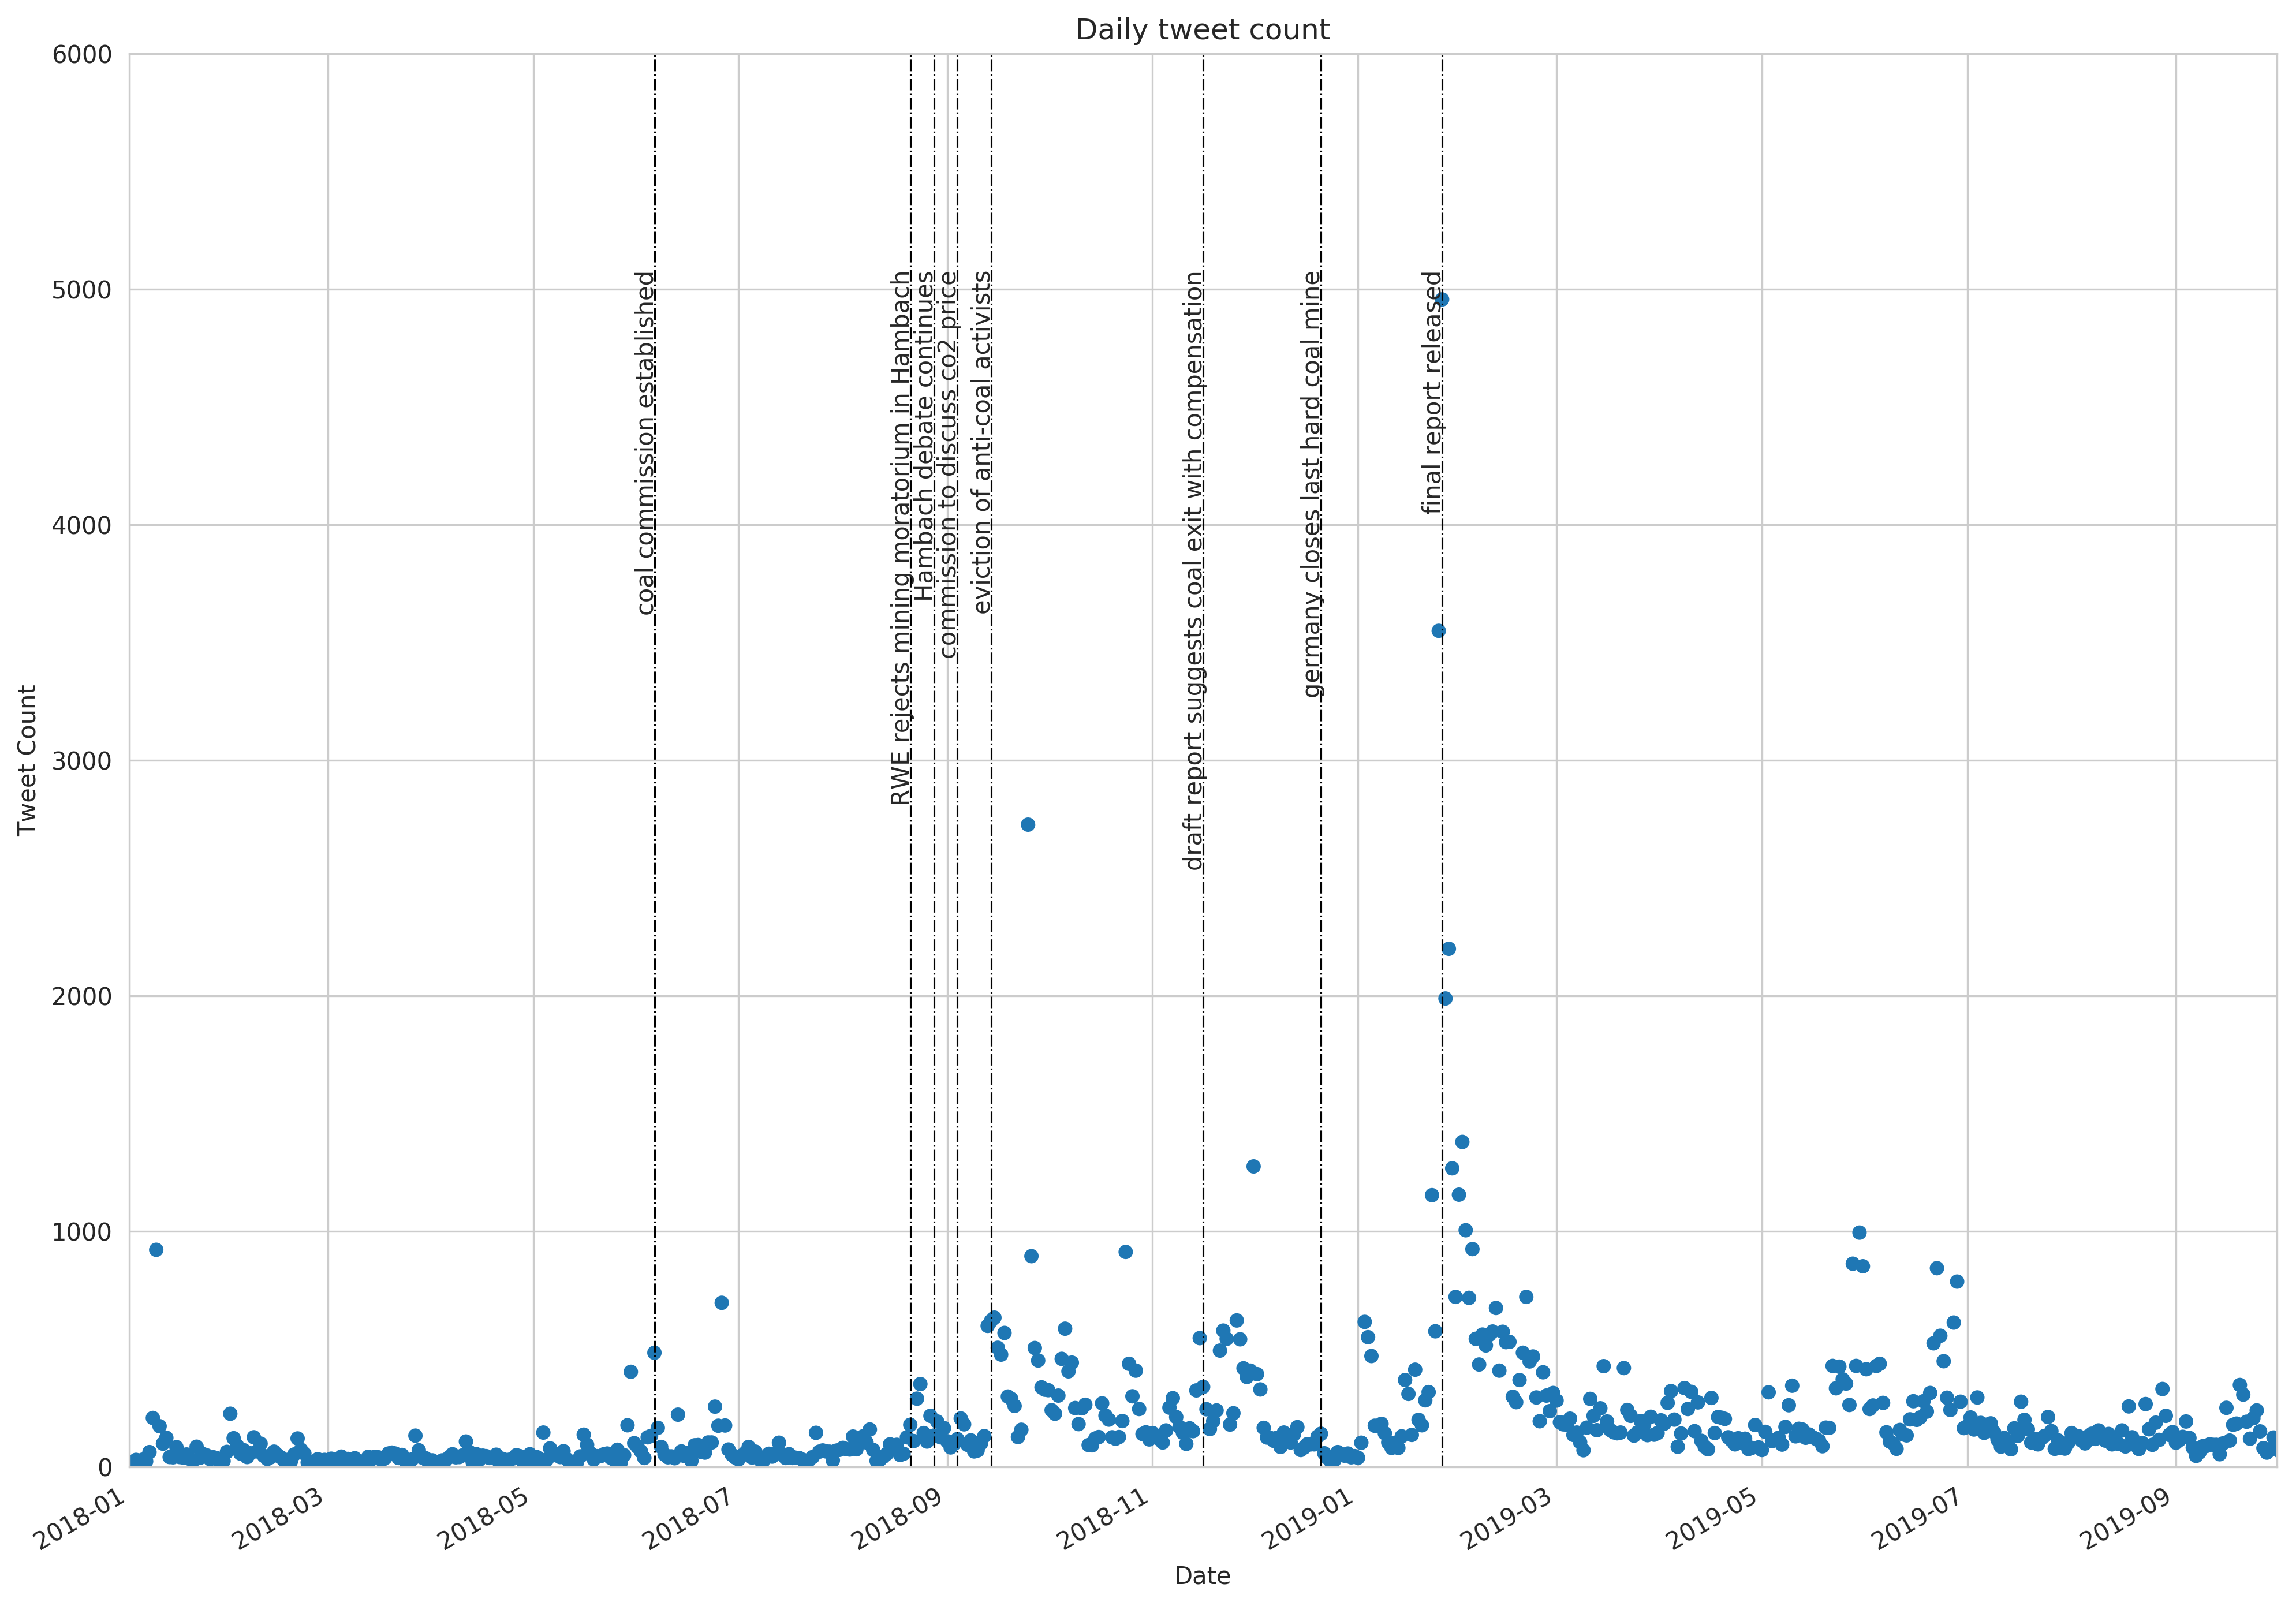 Daily tweet count
6000
5000
4000
3000
2000
1000
0
Tweet Count
coal commission established
RWE rejects mining moratorium in Hambach
Hambach debate continues
commission to discuss co2 price
eviction of anti-coal activists
draft report suggests coal exit with compensation
germany closes last hard coal mine
final report released
2018-01
2018-03
2018-05
2018-07
2018-09
2018-11
2019-01
2019-03
2019-05
2019-07
2019-09
Date